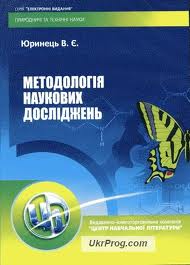 СЕРІЯ "ЕЛЕКТРОННІ ВИДАННЯ"
ПРИРОДНИЧІ ТА ТЕХНІЧНІ НАУКИ
Юринець В. Є.
МЕТОДОЛОГІЯ
НАУКОВИХ
ДОСЛІДЖЕНЬ
Видавничо-книготорговельна компанія
"ЦЕНТР НАВЧАЛЬНОЇ ЛІТЕРАТУРИ"
UkrProg.com